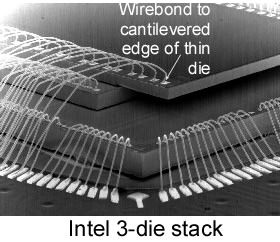 Wirebond to
cantilevered
edge of thin
die
Intel 3-die stack